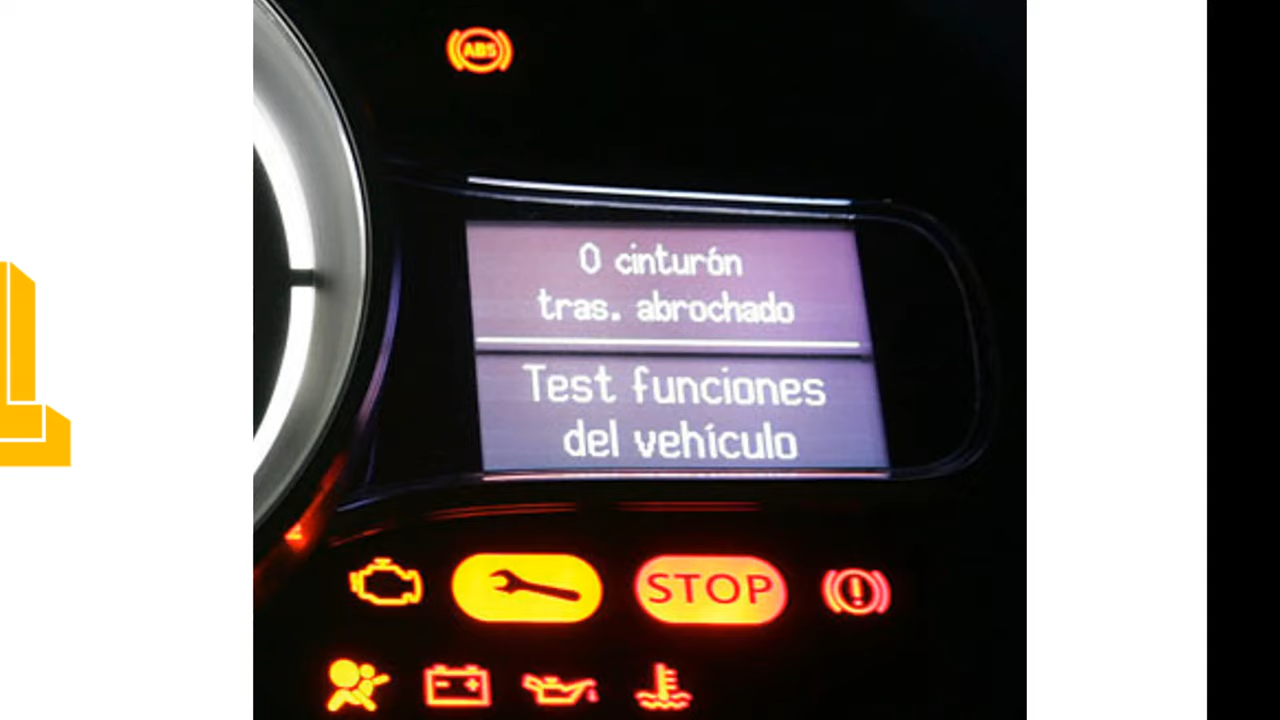 ABS
0 cinturón
tras. abrochado
Test funciones
del vehículo
STOP